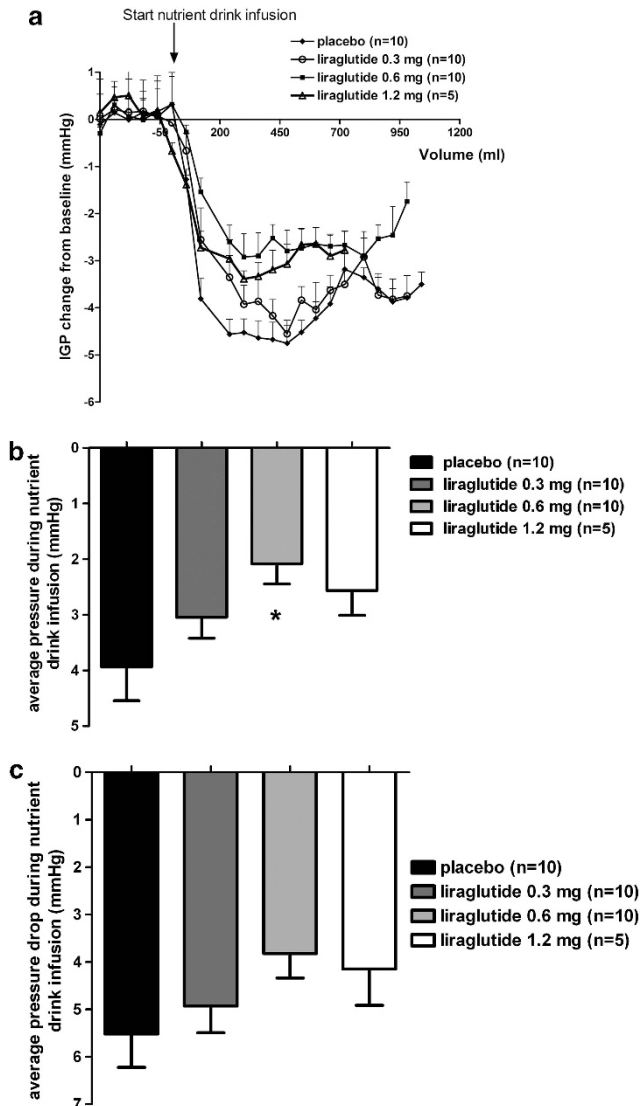 a
Start nutrient drink infusion
placebo (n=10)
liraglutide 0.3 mg (n=10)
liraglutide 0.6 mg (n=10)
liraglutide 1.2 mg (n=5)
IGP change from baseline (mmHg)
1
0
-1
-2
-3
-4
-5
-6
-50 200 450 700 950 1200
Volume (ml)
b
average pressure during nutrient
drink infusion (mmHg)
0
1
2
3
4
5
*
placebo (n=10)
liraglutide 0.3 mg (n=10)
liraglutide 0.6 mg (n=10)
liraglutide 1.2 mg (n=5)
c
average pressure drop during nutrient
drink infusion (mmHg)
0
1
2
3
4
5
6
7
placebo (n=10)
liraglutide 0.3 mg (n=10)
liraglutide 0.6 mg (n=10)
liraglutide 1.2 mg (n=5)